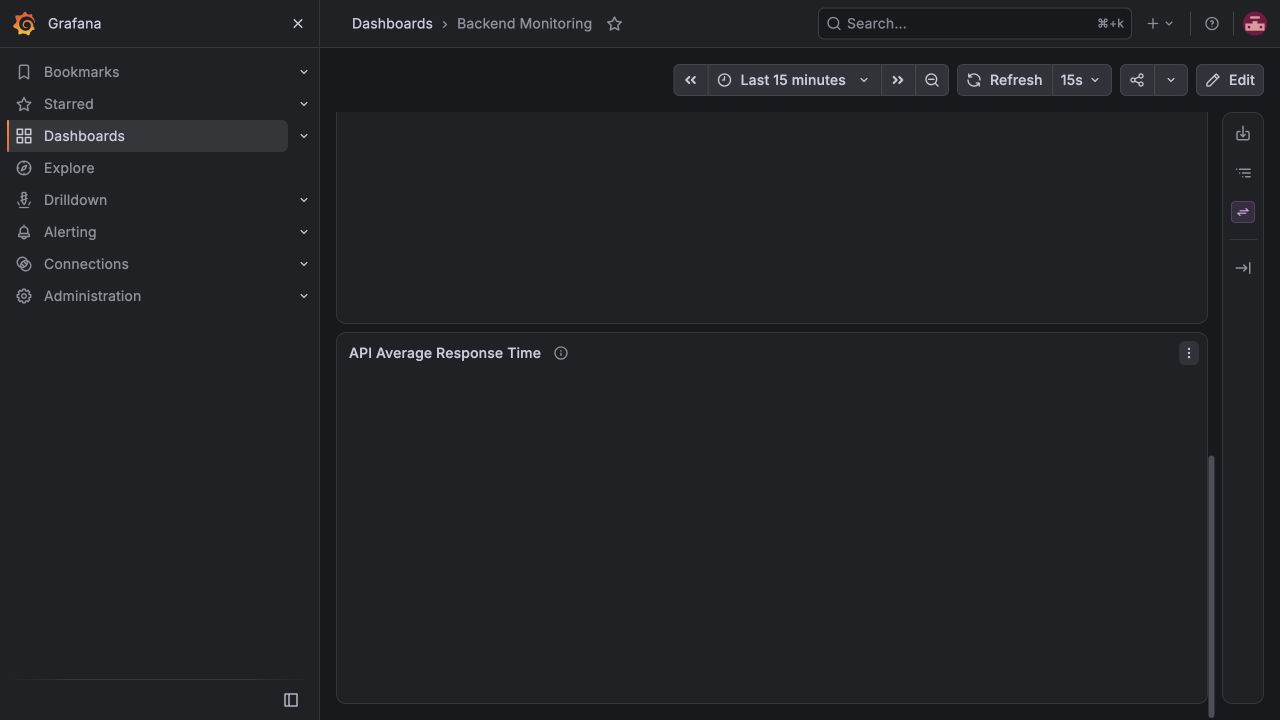 Grafana
Dashboards › Backend Monitoring
Search...
⌘+k
Bookmarks
Starred
Dashboards
Explore
Drilldown
Alerting
Connections
Administration
Last 15 minutes
Refresh
15s
Edit
API Average Response Time